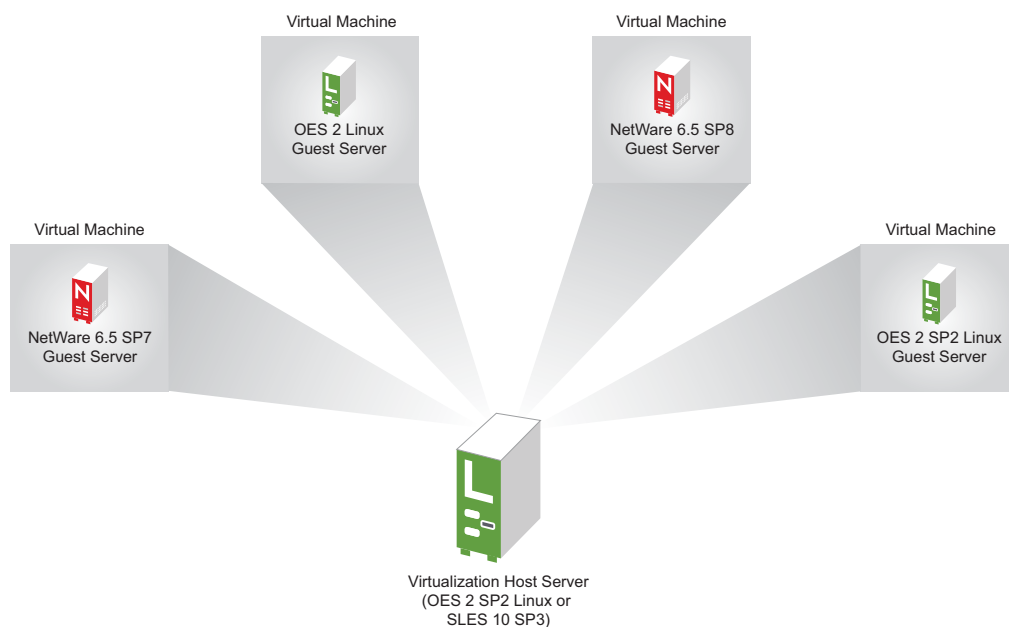 Virtual Machine
L
OES 2 Linux
Guest Server
Virtual Machine
N
NetWare 6.5 SP8
Guest Server
Virtual Machine
N
NetWare 6.5 SP7
Guest Server
Virtual Machine
L
OES 2 SP2 Linux
Guest Server
L
Virtualization Host Server
(OES 2 SP2 Linux or
SLES 10 SP3)